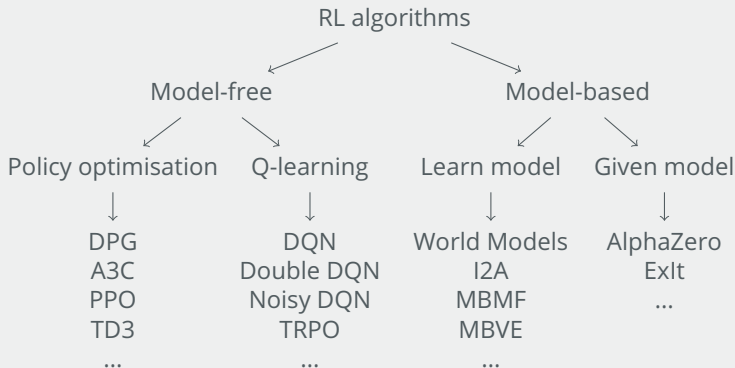 RL algorithms
Model-free
Model-based
Policy optimisation
Q-learning
Learn model
Given model
DPG
A3C
PPO
TD3
...
DQN
Double DQN
Noisy DQN
TRPO
...
World Models
I2A
MBMF
MBVE
...
AlphaZero
ExIt
...